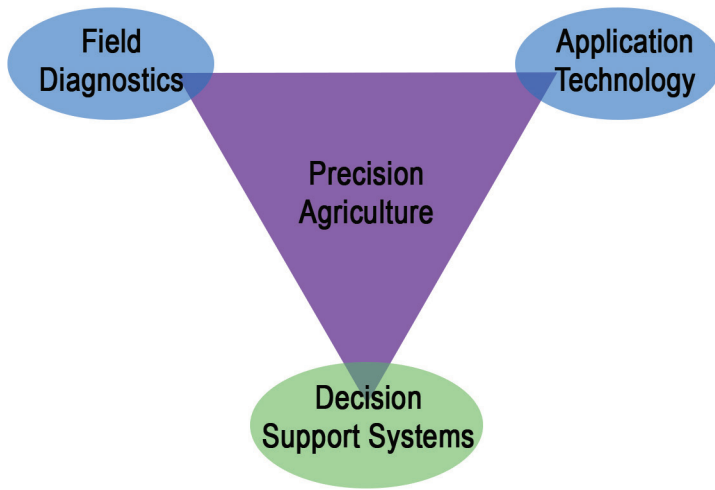 Field
Diagnostics
Application
Technology
Precision
Agriculture
Decision
Support Systems